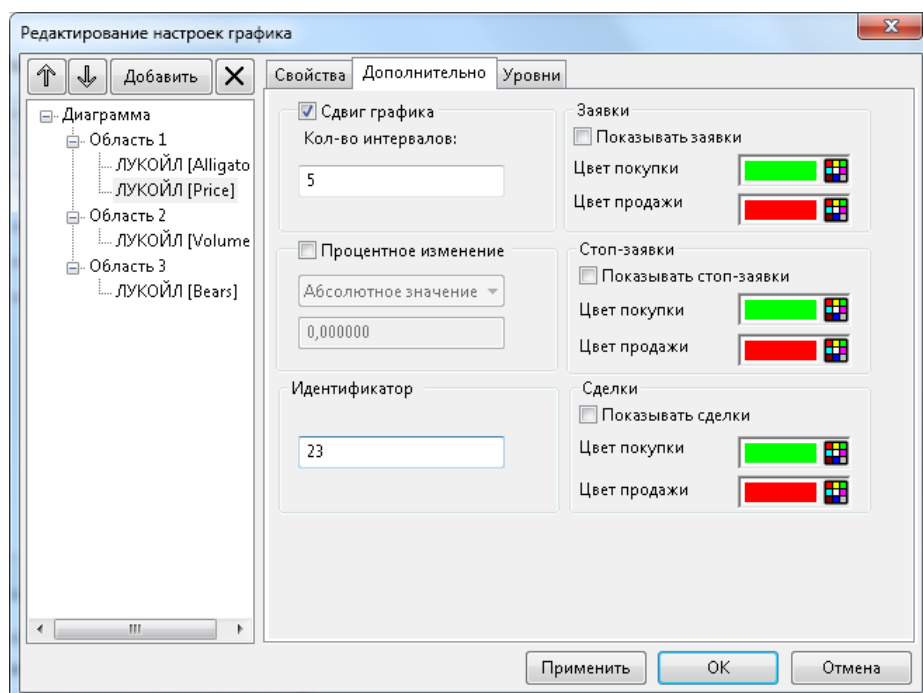 Редактирование настроек графика
Добавить
Диаграмма
Область 1
ЛУКОЙЛ [Alligato
ЛУКОЙЛ [Price]
Область 2
ЛУКОЙЛ [Volume
Область 3
ЛУКОЙЛ [Bears]
Свойства Дополнительно Уровни
Сдвиг графика
Кол-во интервалов:
5
Процентное изменение
Абсолютное значение
0,000000
Идентификатор
23
Заявки
Показывать заявки
Цвет покупки
Цвет продажи
Стоп-заявки
Показывать стоп-заявки
Цвет покупки
Цвет продажи
Сделки
Показывать сделки
Цвет покупки
Цвет продажи
Применить ОК Отмена